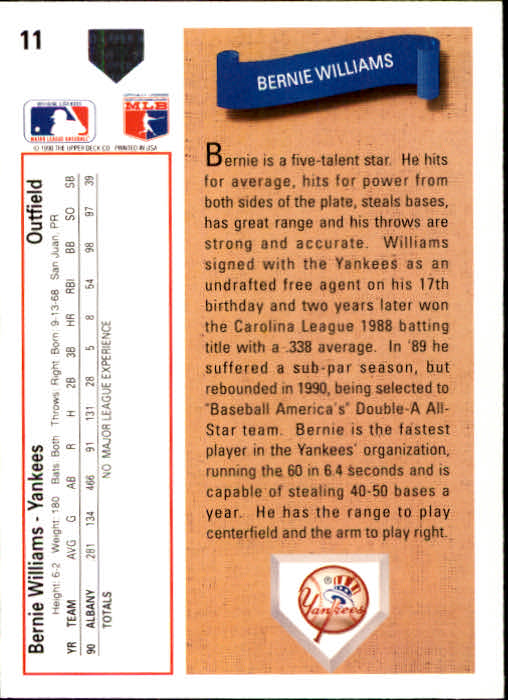 11
OFFICIAL LICENSEE
MAJOR LEAGUE BASEBALL
MLB
© 1990 THE UPPER DECK CO. PRINTED IN USA
Bernie Williams - Yankees Outfield
Height: 6-2 Weight: 180 Bats: Both Throws: Right Born: 9-13-68 San Juan, PR
YR TEAM AVG G AB R H 2B 3B HR RBI BB SO SB
90 ALBANY 281 134 466 91 131 28 5 8 54 98 97 39
TOTALS NO MAJOR LEAGUE EXPERIENCE
BERNIE WILLIAMS
Bernie is a five-talent star. He hits
for average, hits for power from
both sides of the plate, steals bases,
has great range and his throws are
strong and accurate. Williams
signed with the Yankees as an
undrafted free agent on his 17th
birthday and two years later won
the Carolina League 1988 batting
title with a .338 average. In '89 he
suffered a sub-par season, but
rebounded in 1990, being selected to
"Baseball America's" Double-A All-
Star team. Bernie is the fastest
player in the Yankees' organization,
running the 60 in 6.4 seconds and is
capable of stealing 40-50 bases a
year. He has the range to play
centerfield and the arm to play right.
Yankees